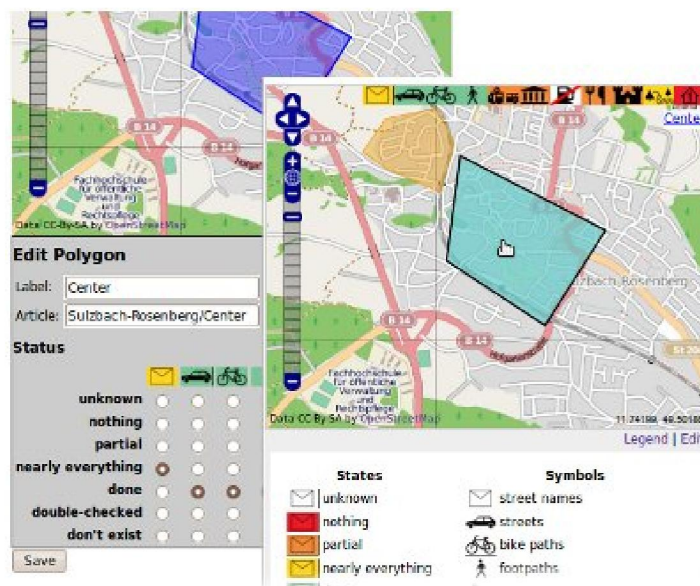 B 14
B 14
Fachhochschule
für öffentliche
Verwaltung
und
Rechtspflege
Data CC-By-SA by OpenStreetMap
Edit Polygon
Label: Center
Article: Sulzbach-Rosenberg/Center
Status
unknown
nothing
partial
nearly everything
done
double-checked
don't exist
Save
Cente
B 14
B 14
lzbach-Rosenberg
B 14
B 14
St 20
Fachhochschule
für öffentliche
Verwaltung
und
Rechtspflege
Data CC-By-SA by OpenStreetMap
Legend | Edi
States
Symbols
unknown
street names
nothing
streets
partial
bike paths
nearly everything
footpaths